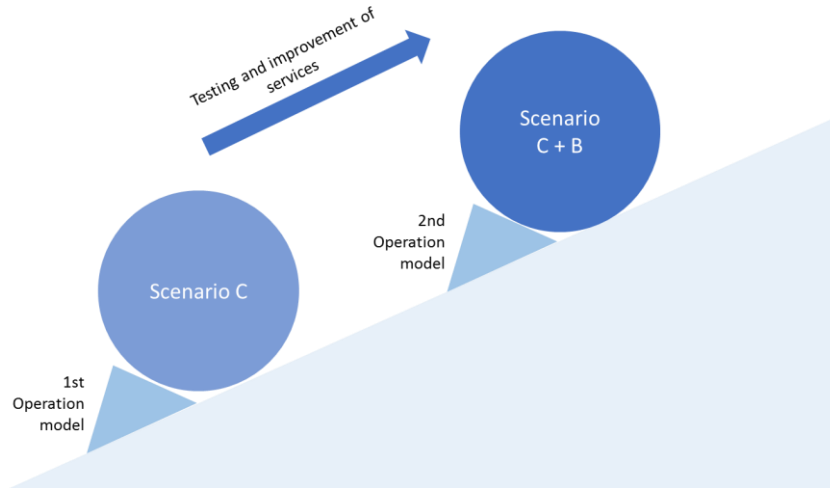 Testing and improvement of
services
Scenario
C + B
2nd
Operation
model
Scenario C
1st
Operation
model